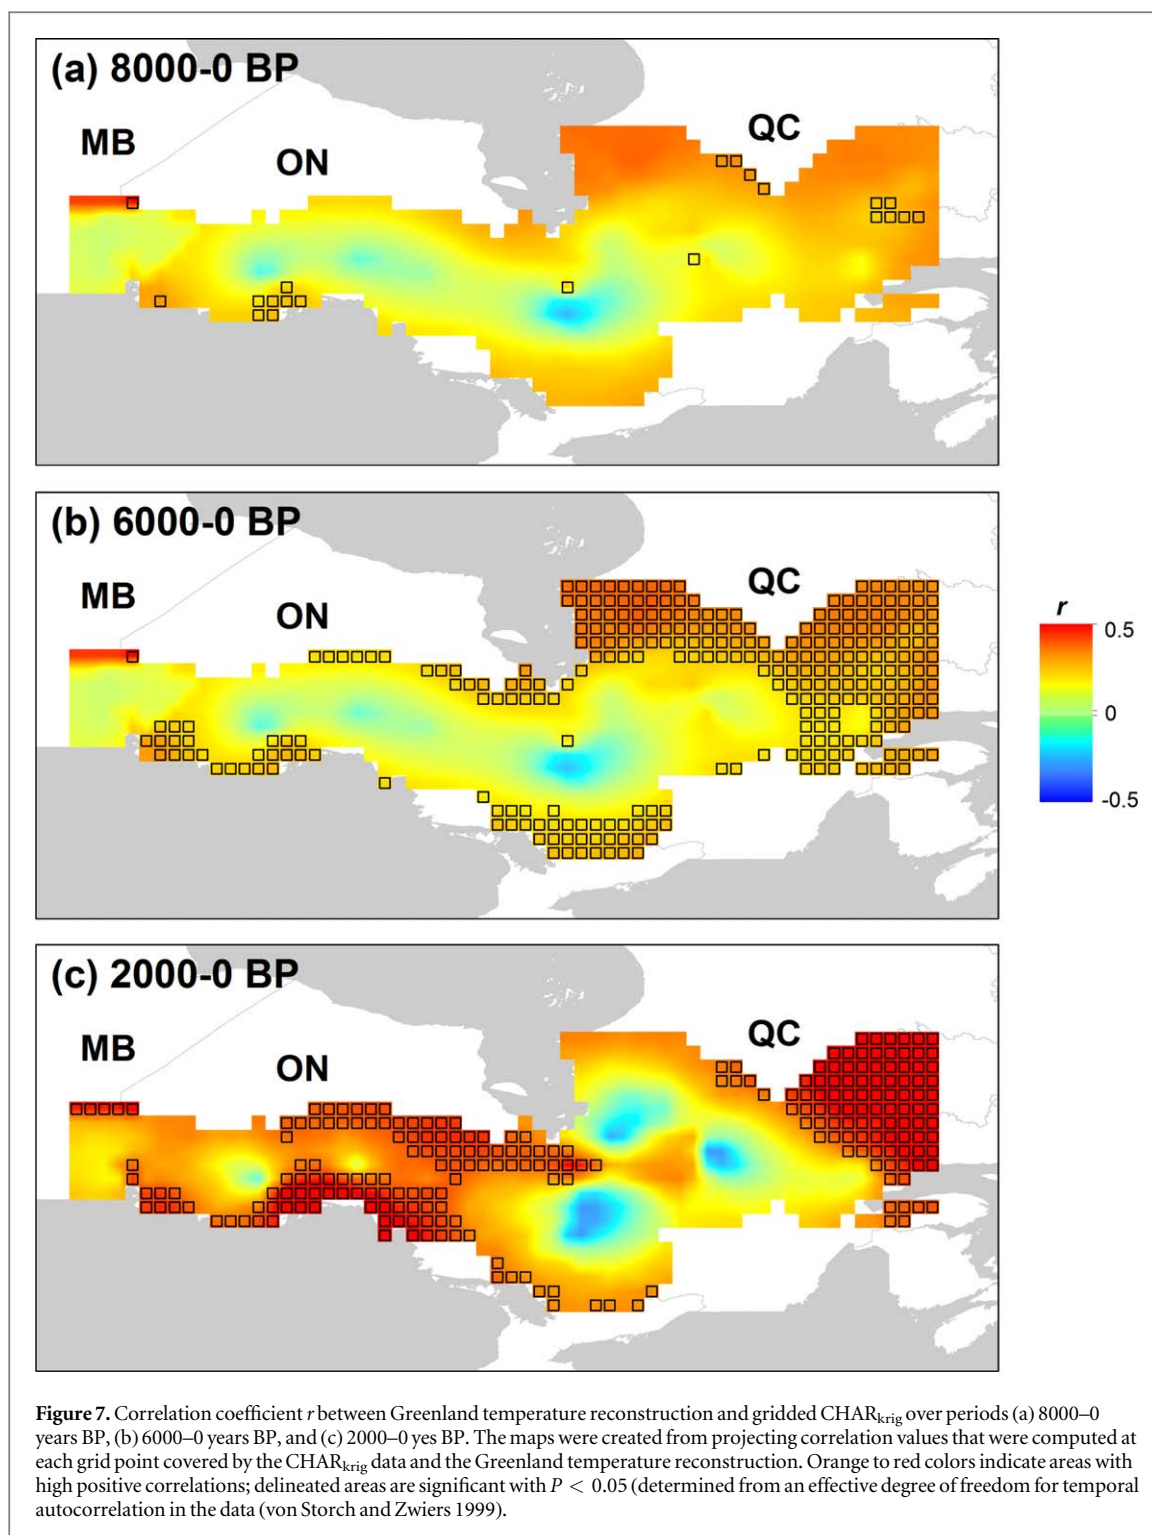 (a) 8000-0 BP
MB
ON
QC
(b) 6000-0 BP
MB
ON
QC
r
0.5
0
-0.5
(c) 2000-0 BP
MB
ON
QC
Figure 7. Correlation coefficient r between Greenland temperature reconstruction and gridded CHARkrig over periods (a) 8000–0
years BP, (b) 6000–0 years BP, and (c) 2000–0 yes BP. The maps were created from projecting correlation values that were computed at
each grid point covered by the CHARkrig data and the Greenland temperature reconstruction. Orange to red colors indicate areas with
high positive correlations; delineated areas are significant with P < 0.05 (determined from an effective degree of freedom for temporal
autocorrelation in the data (von Storch and Zwiers 1999).